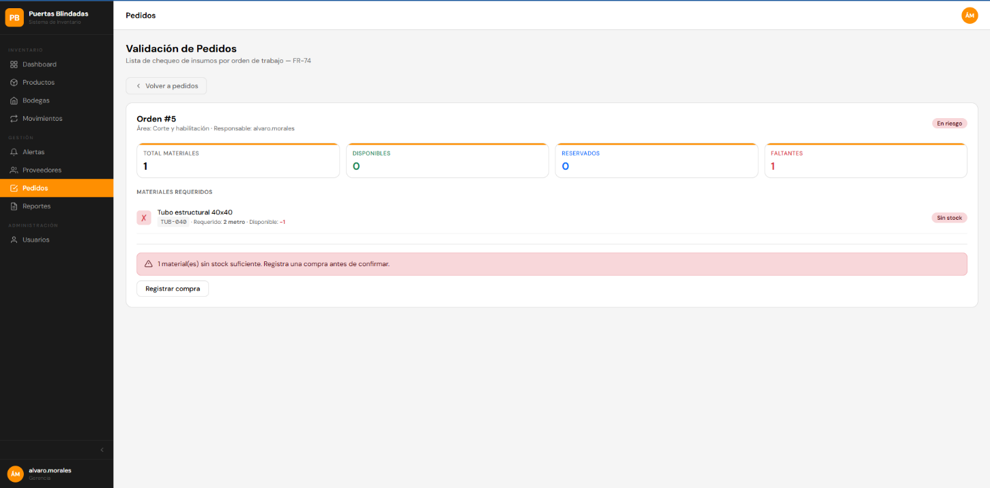 PB
Puertas Blindadas
Sistema de Inventario
INVENTARIO
Dashboard
Productos
Bodegas
Movimientos
GESTIÓN
Alertas
Proveedores
Pedidos
Reportes
ADMINISTRACIÓN
Usuarios
ÁM
alvaro.morales
Gerencia
Pedidos
ÁM
Validación de Pedidos
Lista de chequeo de insumos por orden de trabajo — FR-74
Volver a pedidos
Orden #5
Área: Corte y habilitación · Responsable: alvaro.morales
En riesgo
TOTAL MATERIALES
1
DISPONIBLES
0
RESERVADOS
0
FALTANTES
1
MATERIALES REQUERIDOS
✗
Tubo estructural 40x40
TUB-040 · Requerido: 2 metro · Disponible: -1
Sin stock
1 material(es) sin stock suficiente. Registra una compra antes de confirmar.
Registrar compra